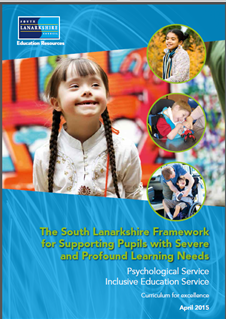 SOUTH
LANARKSHIRE
COUNCIL
Education Resources
The South Lanarkshire Framework
for Supporting Pupils with Severe
and Profound Learning Needs
Psychological Service
Inclusive Education Service
Curriculum for excellence
April 2015